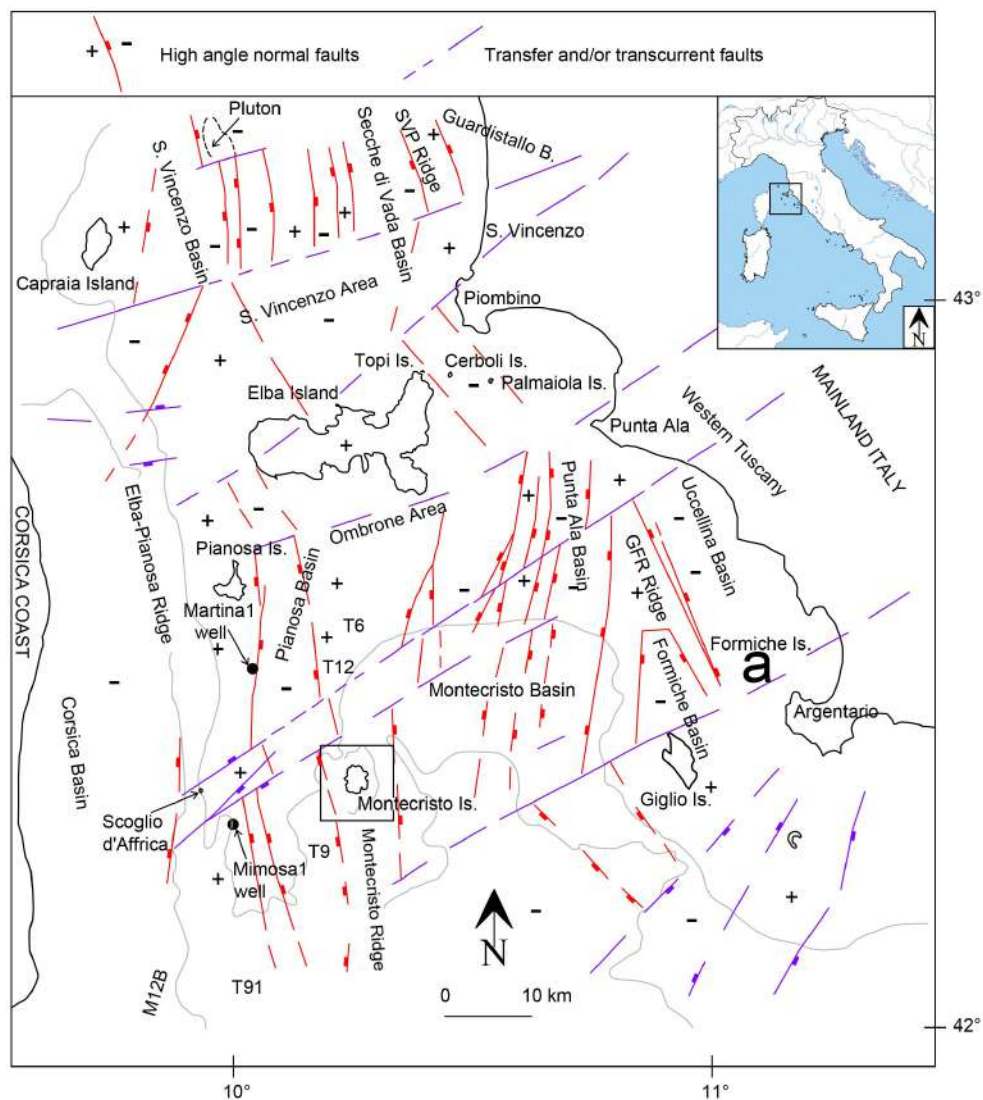 High angle normal faults
Transfer and/or transcurrent faults
Pluton
S. Vincenzo Basin
Secche di Vada Basin
SVP Ridge
Guardistallo B.
S. Vincenzo
Capraia Island
S. Vincenzo Area
Piombino
43°
N
Topi Is.
Cerboli Is.
Palmaiola Is.
Elba Island
Punta Ala
Western Tuscany
MAINLAND ITALY
CORSICA COAST
Elba-Pianosa Ridge
Ombrone Area
Punta Ala Basin
Uccellina Basin
Pianosa Is.
Pianosa Basin
GFR Ridge
Martina1
well
T6
T12
Formiche Is.
a
Formiche Basin
Montecristo Basin
Argentario
Corsica Basin
Montecristo Is.
Giglio Is.
Scoglio
d'Affrica
Mimosa1
well
T9
Montecristo Ridge
N
M12B
T91
0 10 km
42°
10°
11°